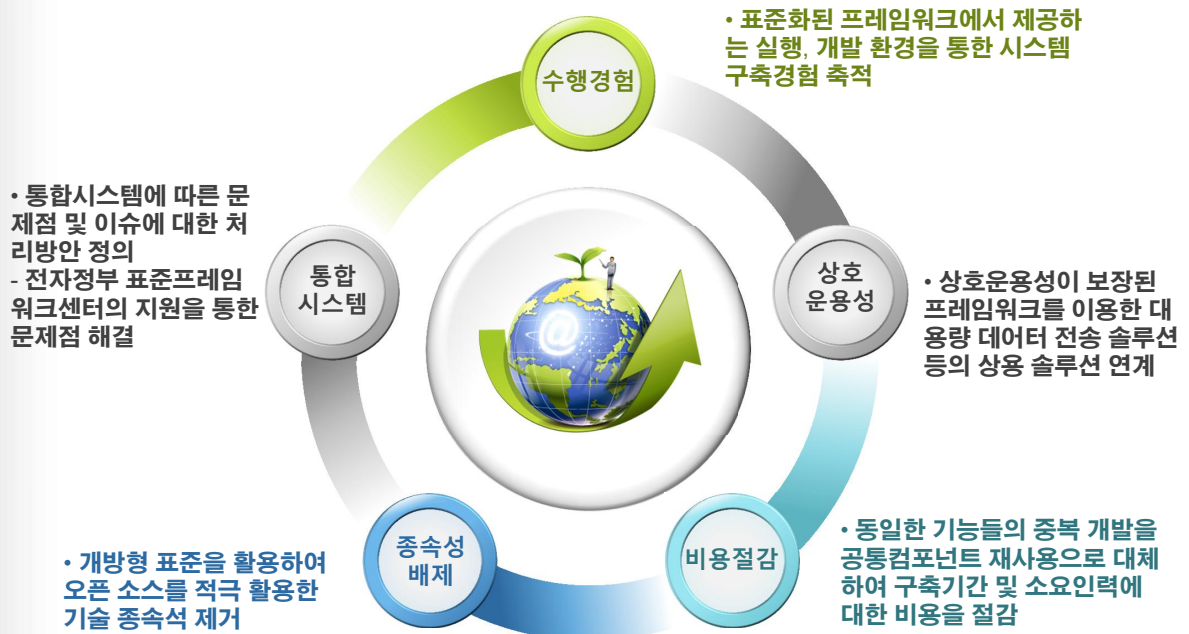 • 표준화된 프레임워크에서 제공하
는 실행, 개발 환경을 통한 시스템
구축경험 축적
수행경험
• 통합시스템에 따른 문
제점 및 이슈에 대한 처
리방안 정의
- 전자정부 표준프레임
워크센터의 지원을 통한
문제점 해결
통합
시스템
@
상호
운용성
• 상호운용성이 보장된
프레임워크를 이용한 대
용량 데어터 전송 솔루션
등의 상용 솔루션 연계
• 개방형 표준을 활용하여
오픈 소스를 적극 활용한
기술 종속석 제거
종속성
배제
비용절감
• 동일한 기능들의 중복 개발을
공통컴포넌트 재사용으로 대체
하여 구축기간 및 소요인력에
대한 비용을 절감